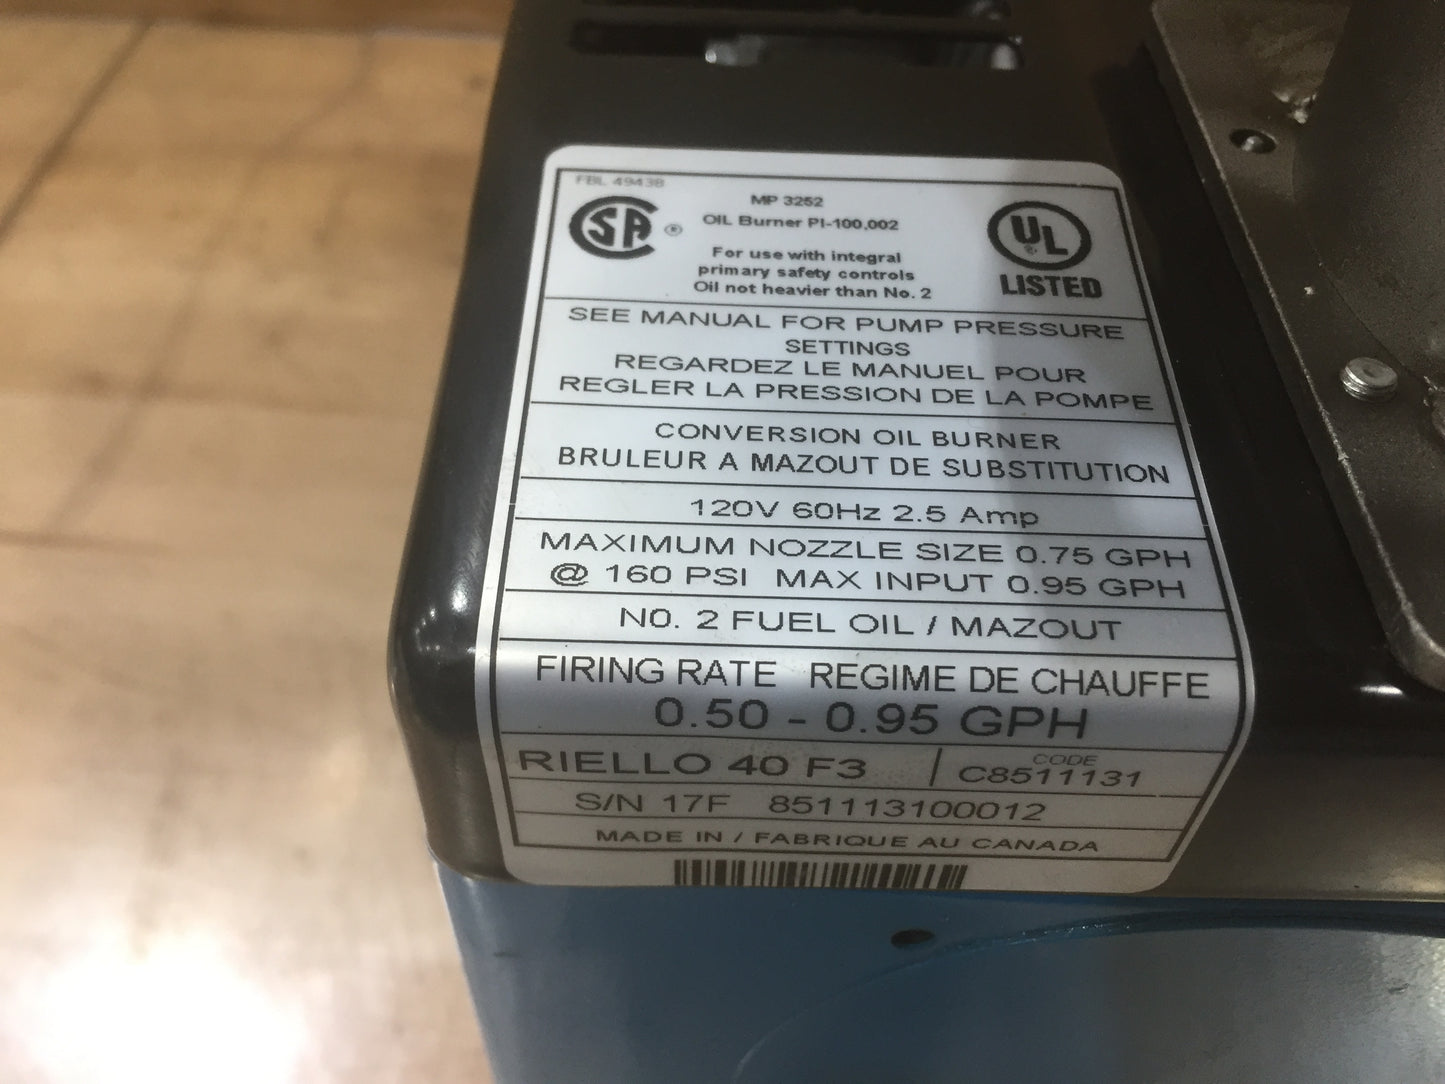 FBL 49438
MP 3252
OIL Burner PI-100,002
SA ®
UL ®
LISTED
For use with integral
primary safety controls
Oil not heavier than No. 2
SEE MANUAL FOR PUMP PRESSURE
SETTINGS
REGARDEZ LE MANUEL POUR
REGLER LA PRESSION DE LA POMPE
CONVERSION OIL BURNER
BRULEUR A MAZOUT DE SUBSTITUTION
120V 60Hz 2.5 Amp
MAXIMUM NOZZLE SIZE 0.75 GPH
@ 160 PSI MAX INPUT 0.95 GPH
NO. 2 FUEL OIL / MAZOUT
FIRING RATE REGIME DE CHAUFFE
0.50 - 0.95 GPH
RIELLO 40 F3
CODE
C8511131
S/N 17F 851113100012
MADE IN / FABRIQUE AU CANADA